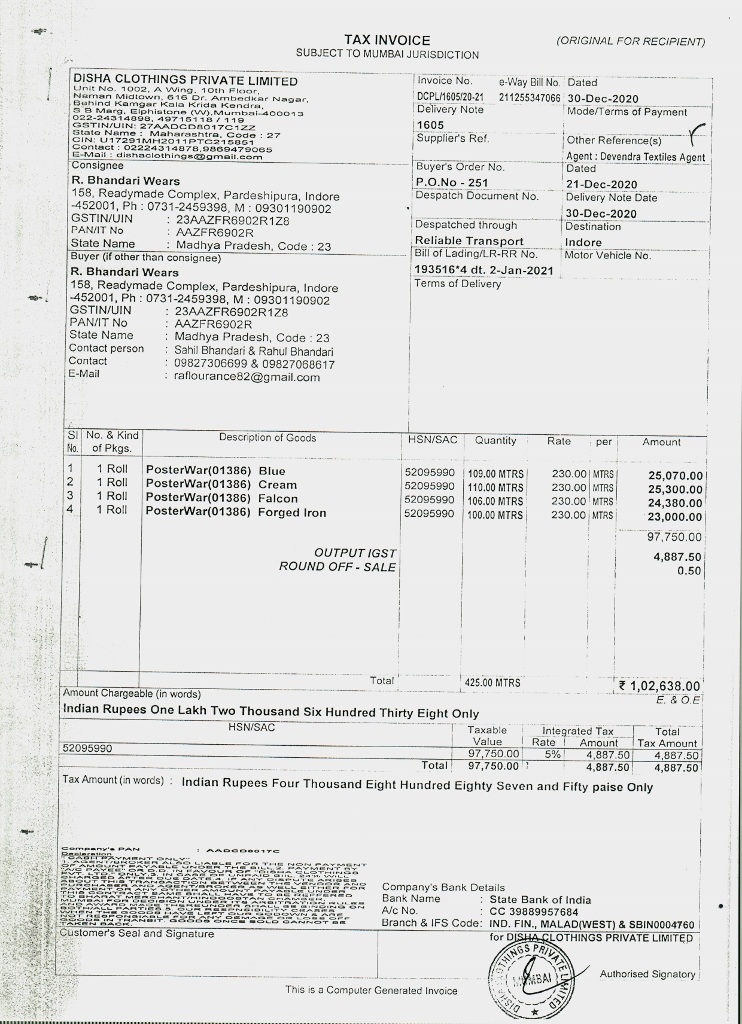 TAX INVOICE
(ORIGINAL FOR RECIPIENT)
SUBJECT TO MUMBAI JURISDICTION
DISHA CLOTHINGS PRIVATE LIMITED
Unit No. 1002, A Wing, 10th Floor,
Naman Midtown, 616 Dr. Ambedkar Nagar,
Behind Kamgar Kala Krida Kendra,
S B Marg, Elphistone (W),Mumbai-400013
022-24314898, 49715118 / 119
GSTIN/UIN: 27AADCD8017C1ZZ
State Name : Maharashtra, Code : 27
CIN: U17291MH2011PTC215861
Contact : 02224314878,9869479065
E-Mail : dishaclothings@gmail.com
Invoice No. e-Way Bill No. Dated
DCPL/1605/20-21 211255347066 30-Dec-2020
Delivery Note Mode/Terms of Payment
1605
Supplier's Ref. Other Reference(s)
Agent : Devendra Textiles Agent
Buyer's Order No. Dated
P.O.No - 251 21-Dec-2020
Despatch Document No. Delivery Note Date
30-Dec-2020
Despatched through Destination
Reliable Transport Indore
Bill of Lading/LR-RR No. Motor Vehicle No.
193516*4 dt. 2-Jan-2021
Terms of Delivery
Consignee
R. Bhandari Wears
158, Readymade Complex, Pardeshipura, Indore
-452001, Ph : 0731-2459398, M : 09301190902
GSTIN/UIN : 23AAZFR6902R1Z8
PAN/IT No : AAZFR6902R
State Name : Madhya Pradesh, Code : 23
Buyer (if other than consignee)
R. Bhandari Wears
158, Readymade Complex, Pardeshipura, Indore
-452001, Ph : 0731-2459398, M : 09301190902
GSTIN/UIN : 23AAZFR6902R1Z8
PAN/IT No : AAZFR6902R
State Name : Madhya Pradesh, Code : 23
Contact person : Sahil Bhandari & Rahul Bhandari
Contact : 09827306699 & 09827068617
E-Mail : raflourance82@gmail.com
Sl No. No. & Kind of Pkgs. Description of Goods HSN/SAC Quantity Rate per Amount
1 1 Roll PosterWar(01386) Blue 52095990 109.00 MTRS 230.00 MTRS 25,070.00
2 1 Roll PosterWar(01386) Cream 52095990 110.00 MTRS 230.00 MTRS 25,300.00
3 1 Roll PosterWar(01386) Falcon 52095990 106.00 MTRS 230.00 MTRS 24,380.00
4 1 Roll PosterWar(01386) Forged Iron 52095990 100.00 MTRS 230.00 MTRS 23,000.00
97,750.00
OUTPUT IGST 4,887.50
ROUND OFF - SALE 0.50
Total 425.00 MTRS ₹ 1,02,638.00
Amount Chargeable (in words) E. & O.E
Indian Rupees One Lakh Two Thousand Six Hundred Thirty Eight Only
HSN/SAC Taxable Value Integrated Tax Rate Amount Total Tax Amount
52095990 97,750.00 5% 4,887.50 4,887.50
Total 97,750.00 4,887.50 4,887.50
Tax Amount (in words) : Indian Rupees Four Thousand Eight Hundred Eighty Seven and Fifty paise Only
Company's PAN : AADCD8017C
Declaration
"CASH PAYMENT ONLY"
1. AGENT/BROKER ALSO LIABLE FOR THE NON PAYMENT
TAKEN BACK.
Company's Bank Details
Bank Name : State Bank of India
A/c No. : CC 39889957684
Branch & IFS Code: IND. FIN., MALAD(WEST) & SBIN0004760
Customer's Seal and Signature
for DISHA CLOTHINGS PRIVATE LIMITED
DISHA CLOTHINGS PRIVATE LIMITED
MUMBAI
Authorised Signatory
This is a Computer Generated Invoice